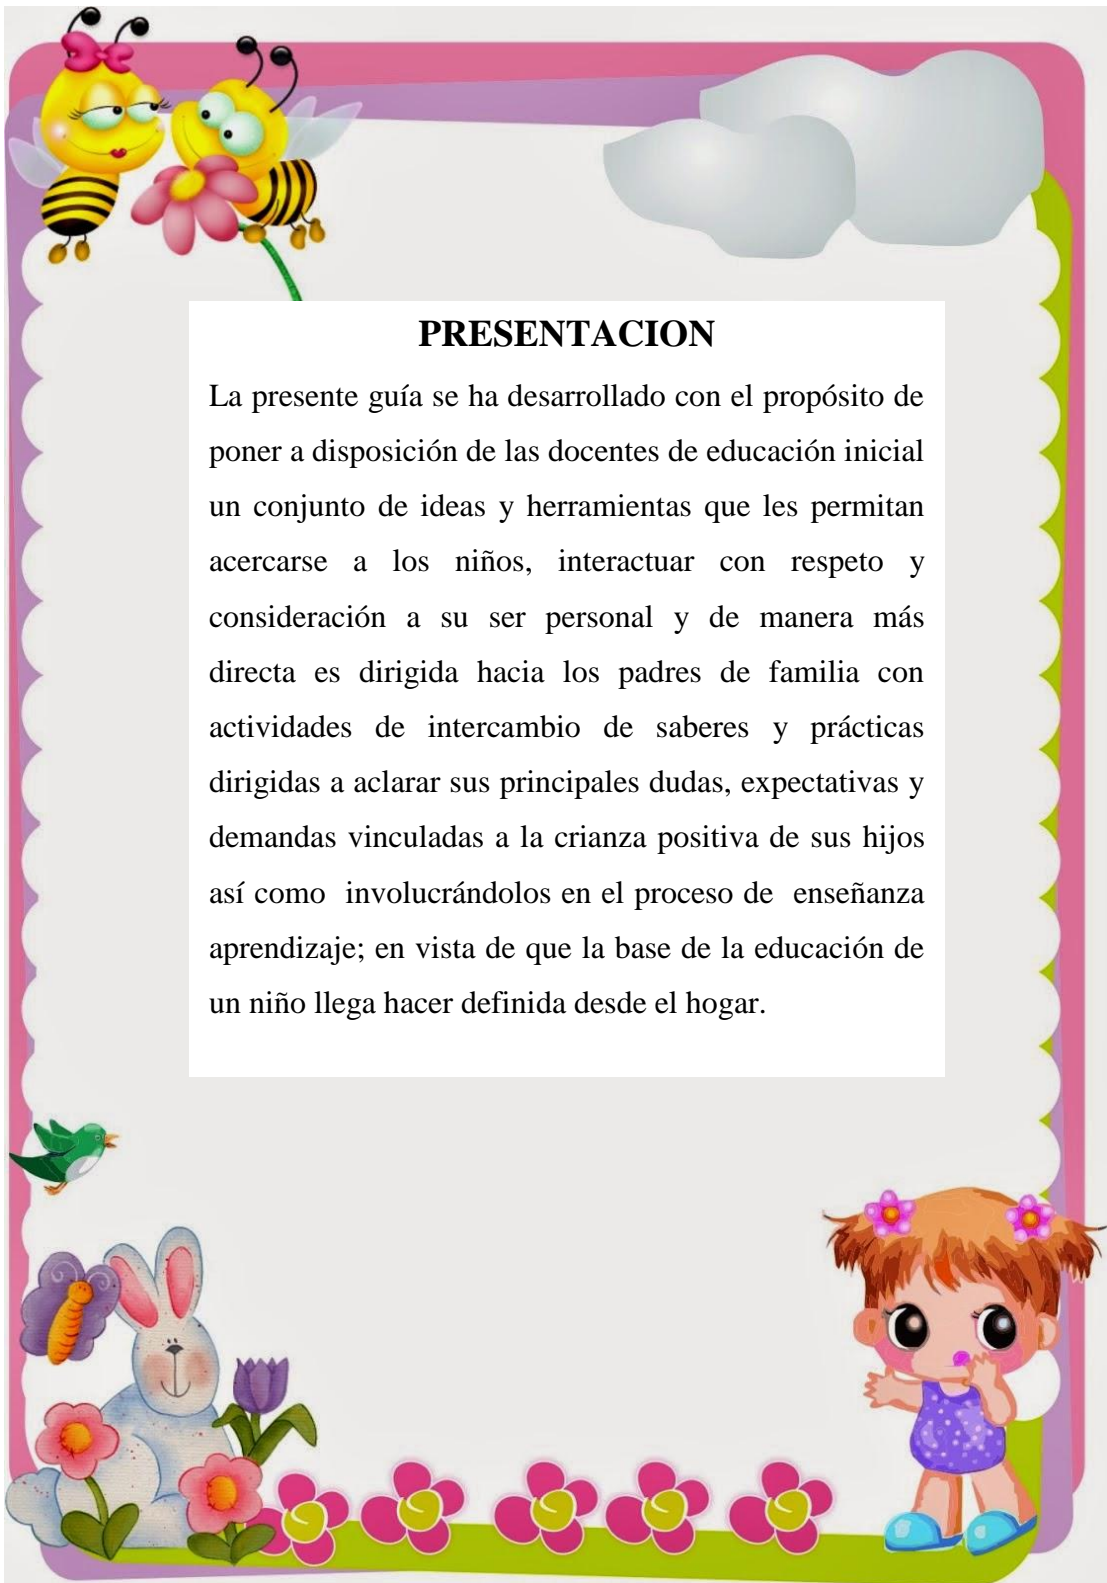 PRESENTACION
La presente guía se ha desarrollado con el propósito de
poner a disposición de las docentes de educación inicial
un conjunto de ideas y herramientas que les permitan
acercarse a los niños, interactuar con respeto y
consideración a su ser personal y de manera más
directa es dirigida hacia los padres de familia con
actividades de intercambio de saberes y prácticas
dirigidas a aclarar sus principales dudas, expectativas y
demandas vinculadas a la crianza positiva de sus hijos
así como involucrándolos en el proceso de enseñanza
aprendizaje; en vista de que la base de la educación de
un niño llega hacer definida desde el hogar.